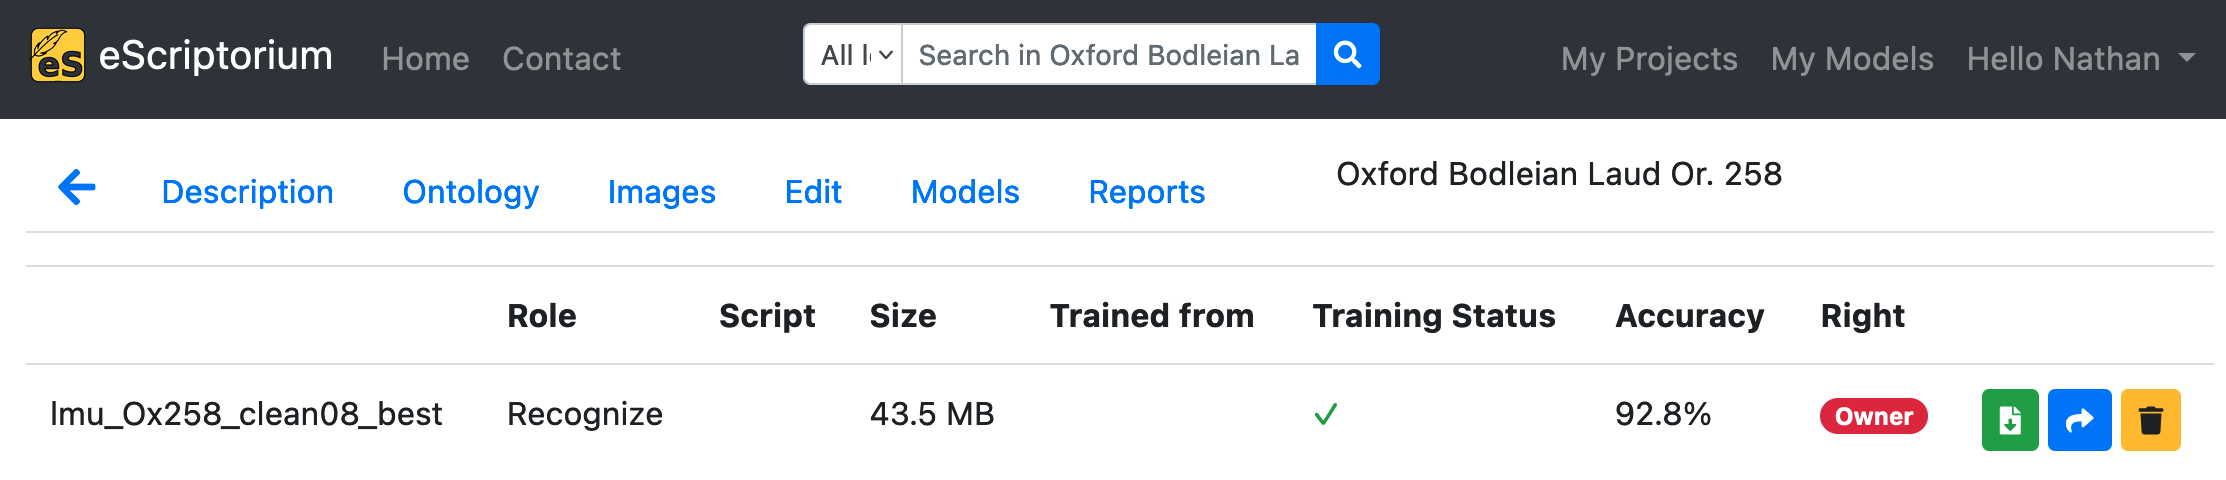 eS eScriptorium Home Contact All l Search in Oxford Bodleian La My Projects My Models Hello Nathan
Description Ontology Images Edit Models Reports Oxford Bodleian Laud Or. 258
Role Script Size Trained from Training Status Accuracy Right
lmu_Ox258_clean08_best Recognize 43.5 MB 92.8% Owner